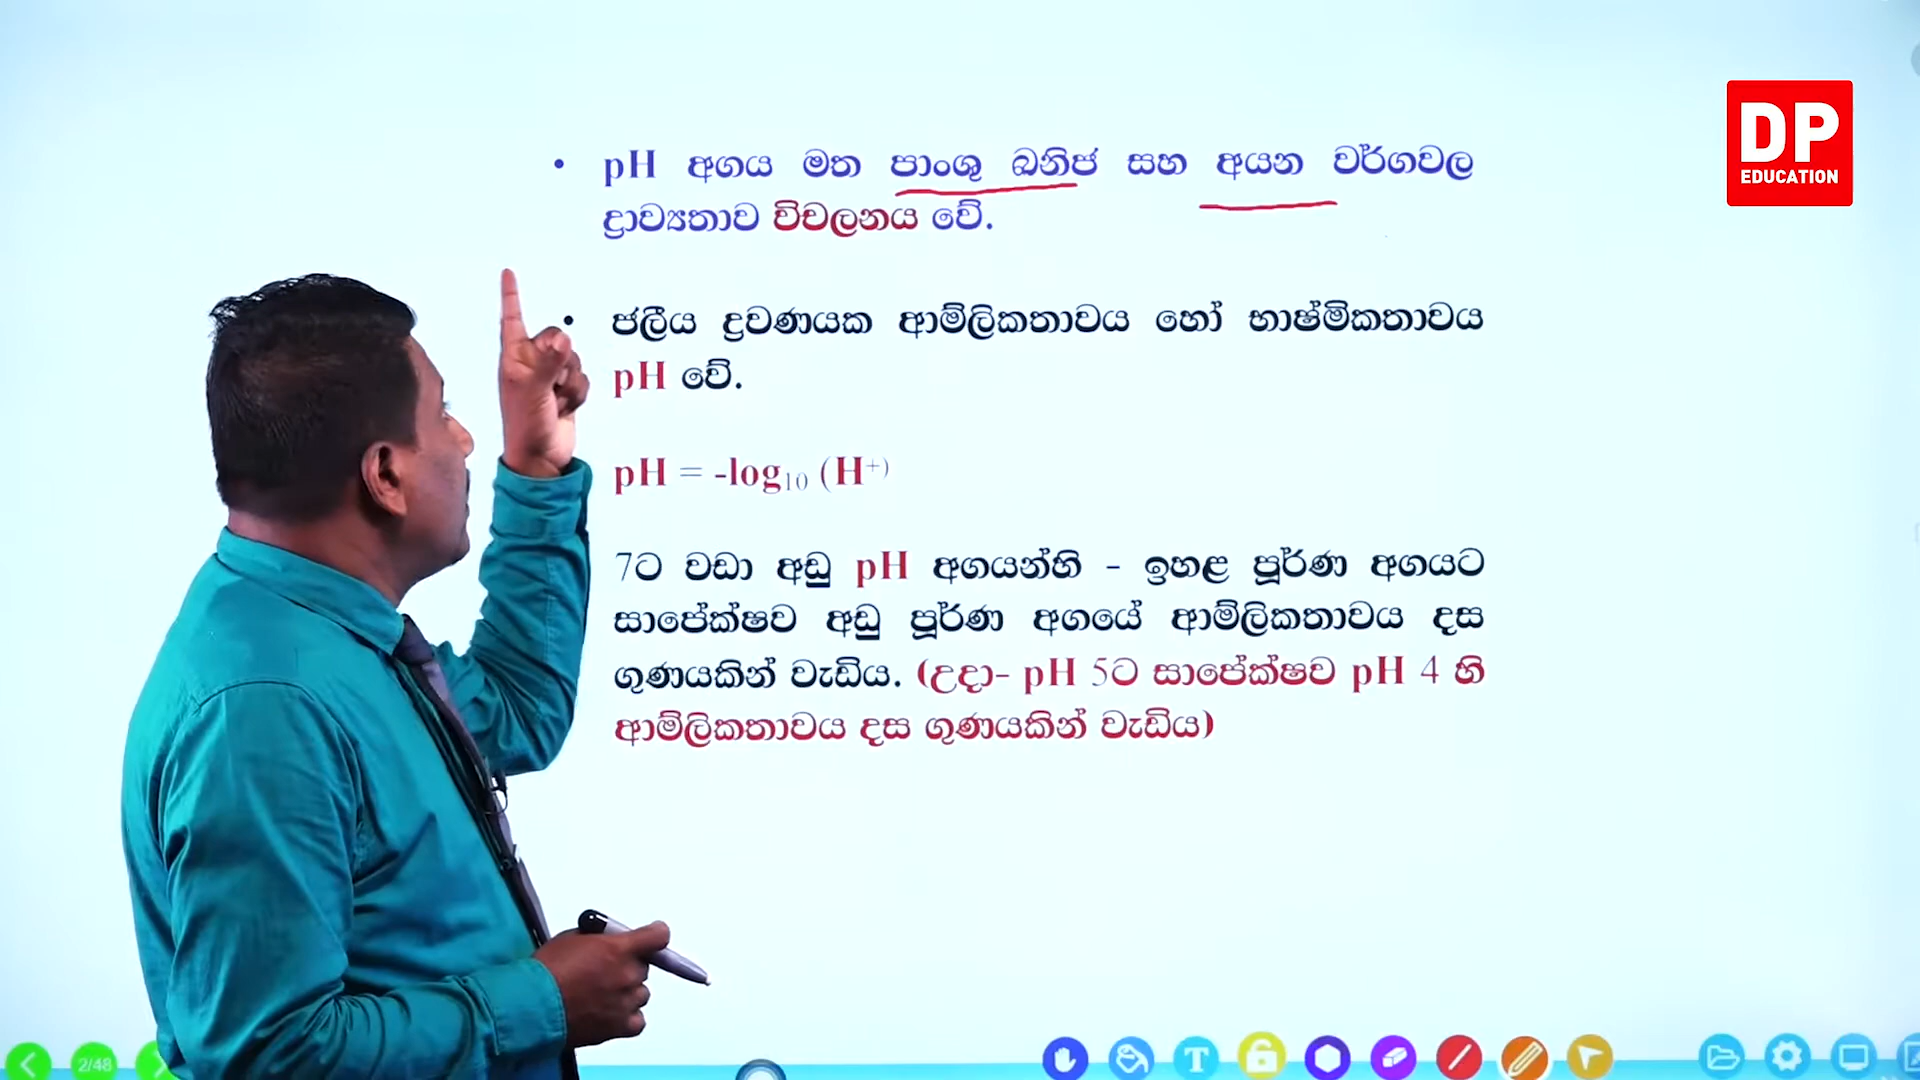 DP
EDUCATION
• pH අගය මත පාංශු ඛනිජ සහ අයන වර්ගවල
ද්‍රාව්‍යතාව විචලනය වේ.
• ජලීය ද්‍රවණයක ආම්ලිකතාවය හෝ භාෂ්මිකතාවය
pH වේ.
pH = -log₁₀ (H⁺)
7ට වඩා අඩු pH අගයන්හි - ඉහළ පූර්ණ අගයට
සාපේක්ෂව අඩු පූර්ණ අගයේ ආම්ලිකතාවය දස
ගුණයකින් වැඩිය. (උදා- pH 5ට සාපේක්ෂව pH 4 හි
ආම්ලිකතාවය දස ගුණයකින් වැඩිය)
2/48
T